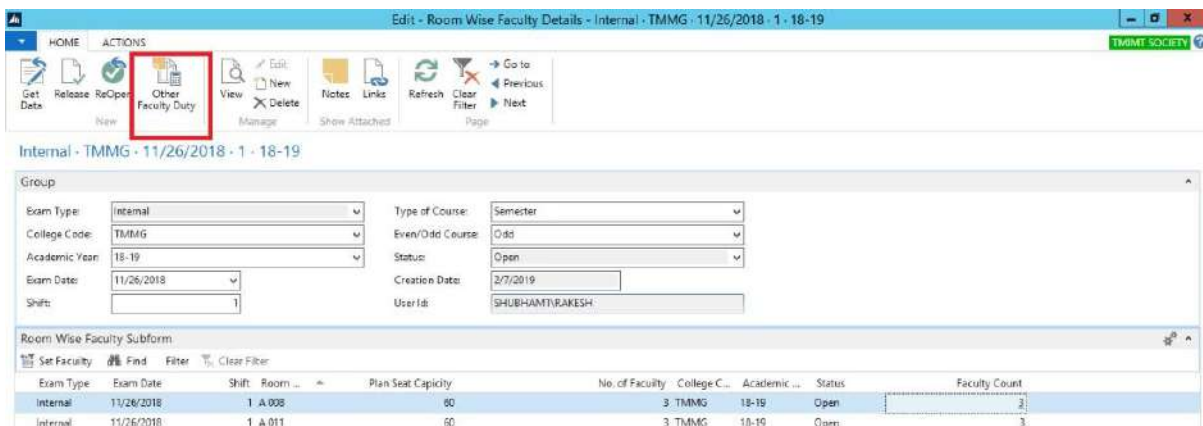 Edit - Room Wise Faculty Details - Internal · TMMG · 11/26/2018 · 1 · 18-19
HOME ACTIONS
TMIMT SOCIETY
Get Data Release ReOpen Other Faculty Duty View Edit New Delete Notes Links Refresh Clear Filter Go to Previous Next
New Manage Show Attached Page
Internal · TMMG · 11/26/2018 · 1 · 18-19
Group
Exam Type: Internal Type of Course: Semester
College Code: TMMG Even/Odd Course: Odd
Academic Year: 18-19 Status: Open
Exam Date: 11/26/2018 Creation Date: 2/7/2019
Shift: 1 User Id: SHUBHAMT\RAKESH
Room Wise Faculty Subform
Set Faculty Find Filter Clear Filter
Exam Type Exam Date Shift Room ... Plan Seat Capicity No. of Facuilty College C... Academic ... Status Faculty Count
Internal 11/26/2018 1 A 008 60 3 TMMG 18-19 Open 3
Internal 11/26/2018 1 A 011 60 3 TMMG 18-19 Open 3